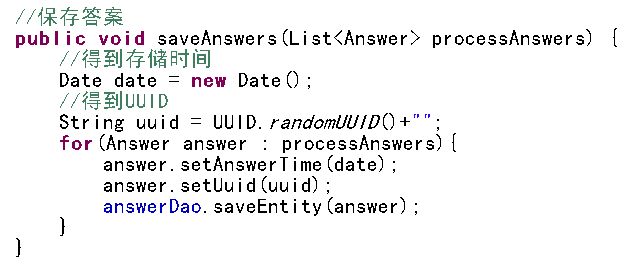 //保存答案
public void saveAnswers(List<Answer> processAnswers) {
//得到存储时间
Date date = new Date();
//得到UUID
String uuid = UUID.randomUUID()+"";
for(Answer answer : processAnswers){
answer.setAnswerTime(date);
answer.setUuid(uuid);
answerDao.saveEntity(answer);
}
}